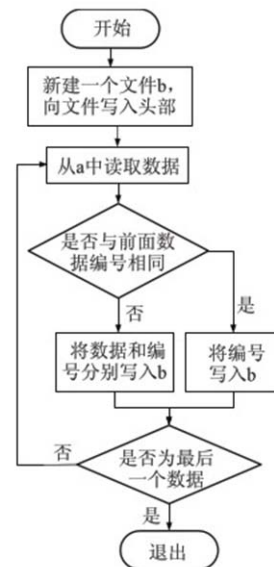 开始
新建一个文件b,
向文件写入头部
从a中读取数据
是否与前面数
据编号相同
否
是
将数据和编
号分别写入b
将编号
写入b
否
是否为最后
一个数据
是
退出